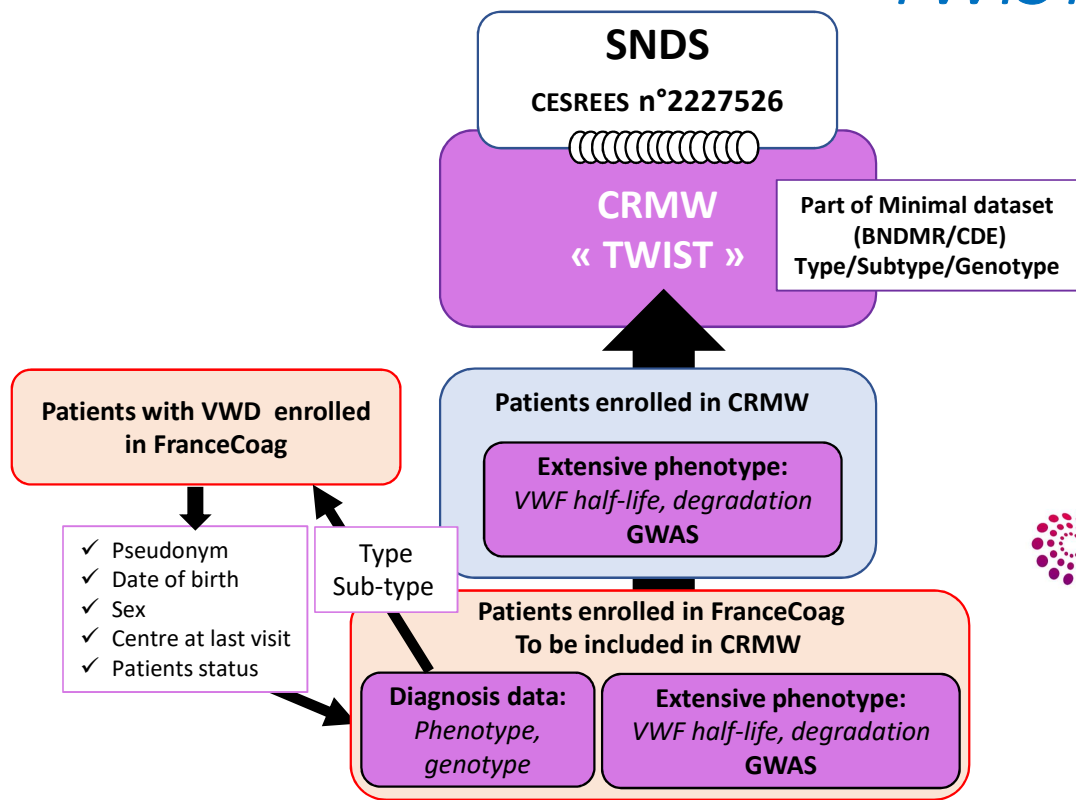 TWIST
SNDS
CESREES n°2227526
CRMW
« TWIST »
Part of Minimal dataset
(BNDMR/CDE)
Type/Subtype/Genotype
Patients enrolled in CRMW
Extensive phenotype:
VWF half-life, degradation
GWAS
Patients with VWD enrolled
in FranceCoag
✓ Pseudonym
✓ Date of birth
✓ Sex
✓ Centre at last visit
✓ Patients status
Type
Sub-type
Patients enrolled in FranceCoag
To be included in CRMW
Diagnosis data:
Phenotype,
genotype
Extensive phenotype:
VWF half-life, degradation
GWAS